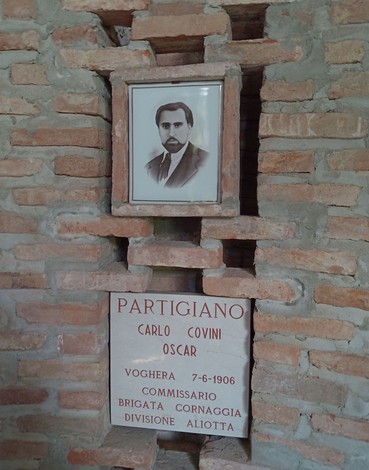 PARTIGIANO
CARLO COVINI
OSCAR
VOGHERA 7-6-1906
COMMISSARIO
BRIGATA CORNAGGIA
DIVISIONE ALIOTTA